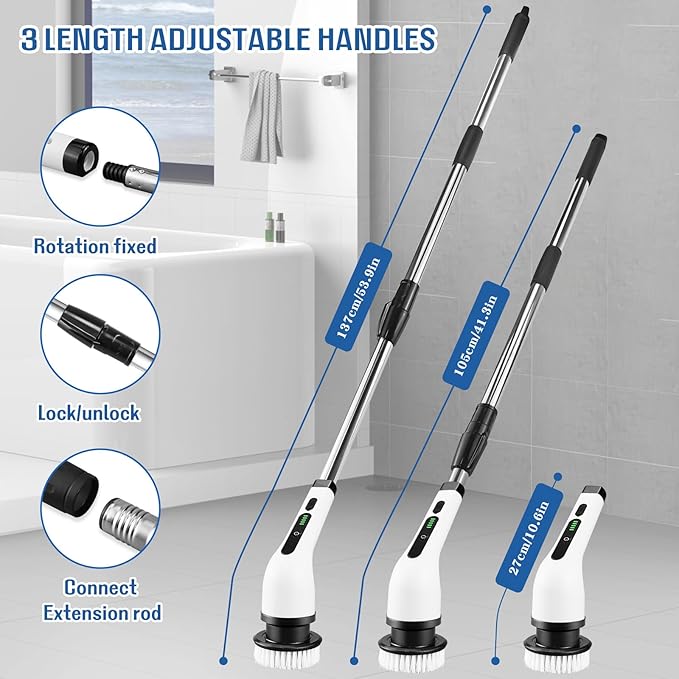 3 LENGTH ADJUSTABLE HANDLES
Rotation fixed
Lock/unlock
Connect
Extension rod
137cm/53.9in
105cm/41.3in
27cm/10.6in